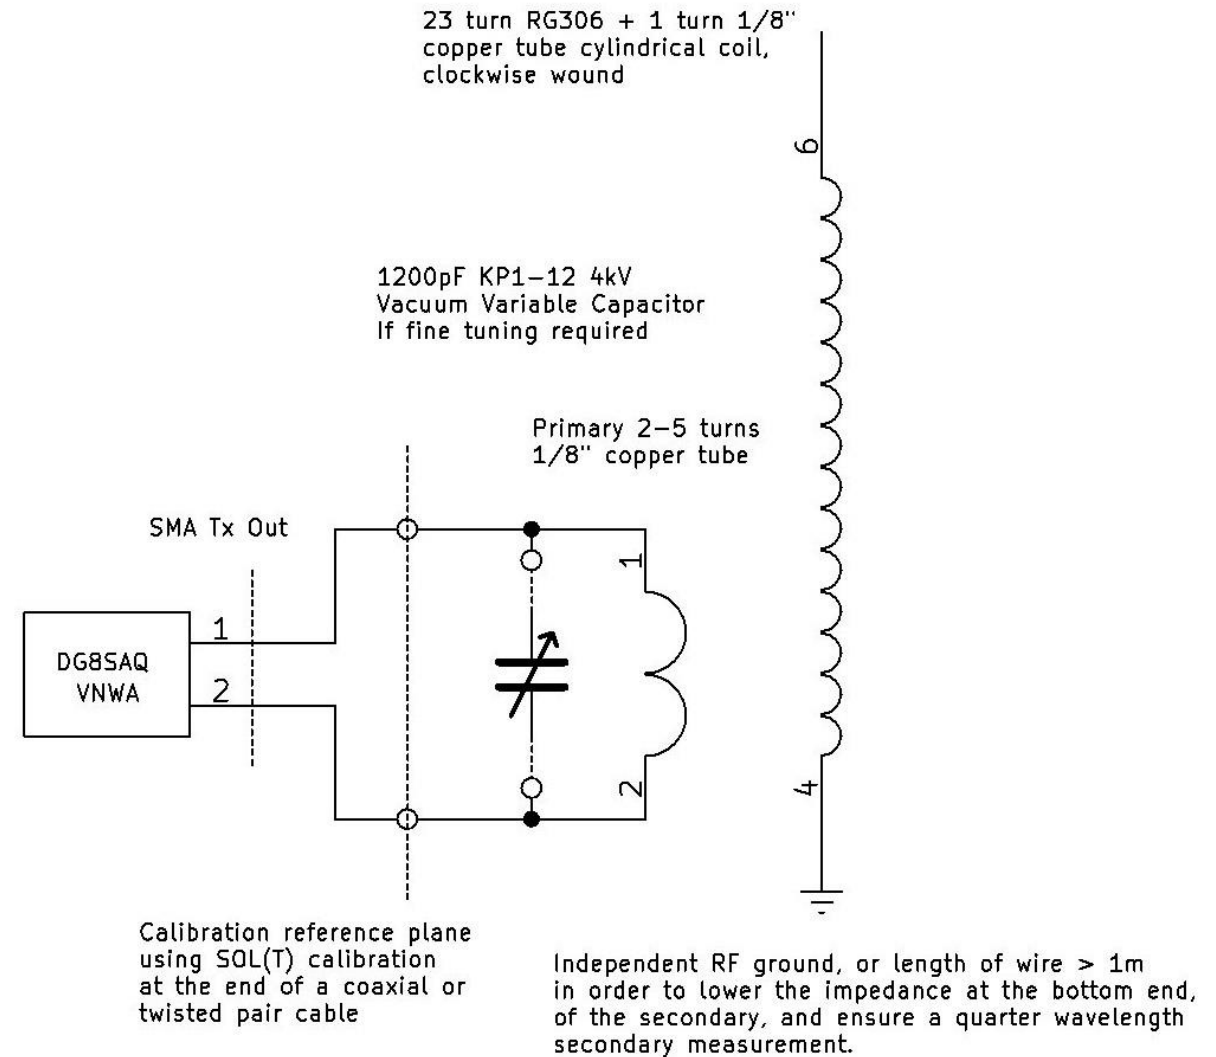 23 turn RG306 + 1 turn 1/8"
copper tube cylindrical coil,
clockwise wound
6
1200pF KP1-12 4kV
Vacuum Variable Capacitor
If fine tuning required
Primary 2-5 turns
1/8" copper tube
SMA Tx Out
1
1
DG8SAQ
VNWA
2
2
4
Calibration reference plane
using SOL(T) calibration
at the end of a coaxial or
twisted pair cable
Independent RF ground, or length of wire > 1m
in order to lower the impedance at the bottom end,
of the secondary, and ensure a quarter wavelength
secondary measurement.